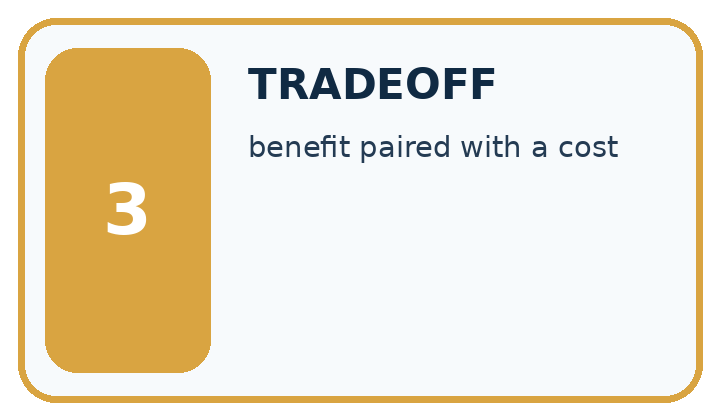 3
TRADEOFF
benefit paired with a cost